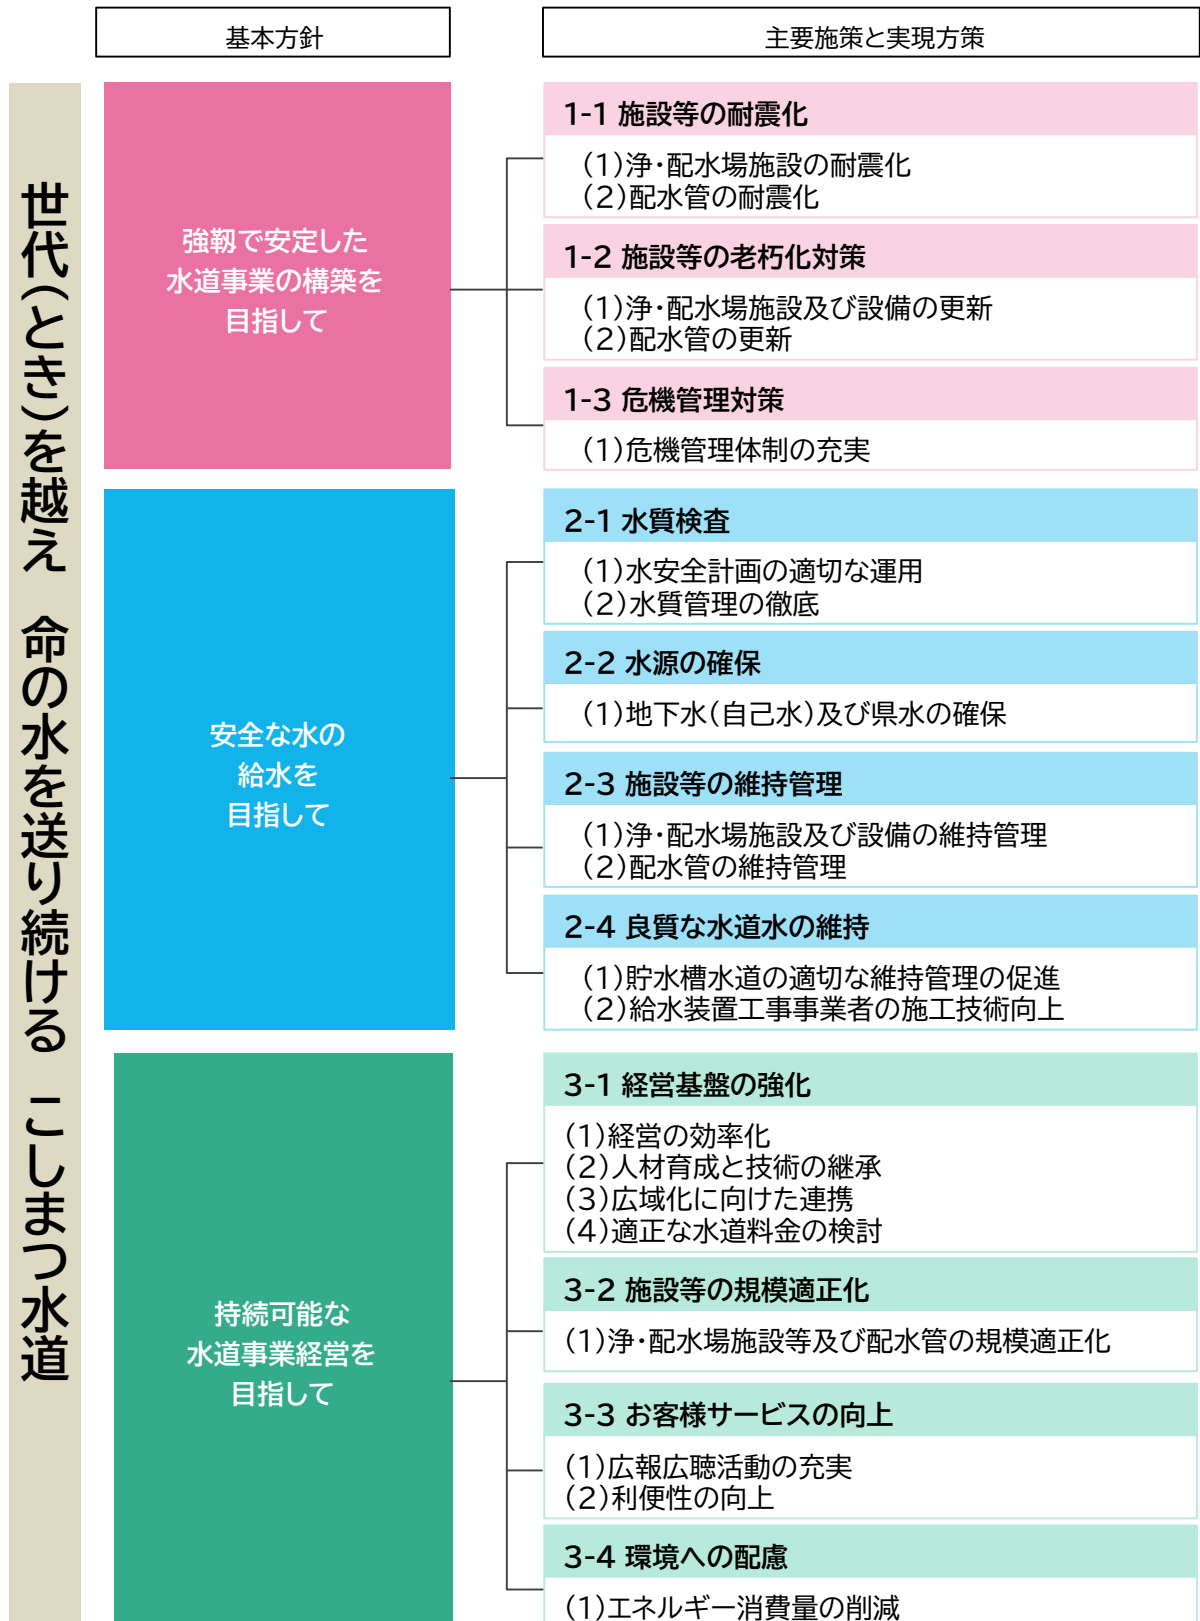 基本方針
主要施策と実現方策
世代(とき)を越え　命の水を送り続ける　こしまつ水道
強靱で安定した
水道事業の構築を
目指して
1-1 施設等の耐震化
(1)浄・配水場施設の耐震化
(2)配水管の耐震化
1-2 施設等の老朽化対策
(1)浄・配水場施設及び設備の更新
(2)配水管の更新
1-3 危機管理対策
(1)危機管理体制の充実
安全な水の
給水を
目指して
2-1 水質検査
(1)水安全計画の適切な運用
(2)水質管理の徹底
2-2 水源の確保
(1)地下水(自己水)及び県水の確保
2-3 施設等の維持管理
(1)浄・配水場施設及び設備の維持管理
(2)配水管の維持管理
2-4 良質な水道水の維持
(1)貯水槽水道の適切な維持管理の促進
(2)給水装置工事事業者の施工技術向上
持続可能な
水道事業経営を
目指して
3-1 経営基盤の強化
(1)経営の効率化
(2)人材育成と技術の継承
(3)広域化に向けた連携
(4)適正な水道料金の検討
3-2 施設等の規模適正化
(1)浄・配水場施設等及び配水管の規模適正化
3-3 お客様サービスの向上
(1)広報広聴活動の充実
(2)利便性の向上
3-4 環境への配慮
(1)エネルギー消費量の削減